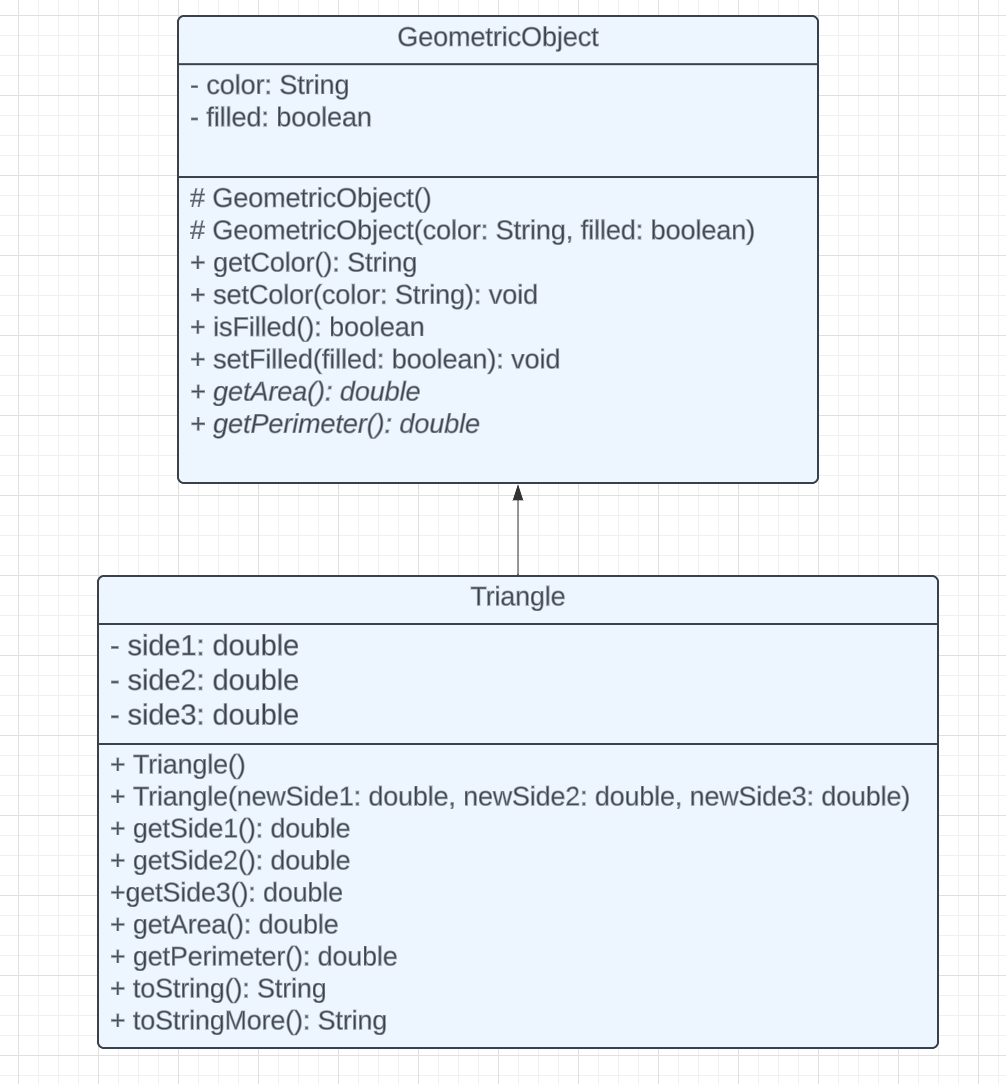 GeometricObject
- color: String
- filled: boolean
# GeometricObject()
# GeometricObject(color: String, filled: boolean)
+ getColor(): String
+ setColor(color: String): void
+ isFilled(): boolean
+ setFilled(filled: boolean): void
+ getArea(): double
+ getPerimeter(): double
Triangle
- side1: double
- side2: double
- side3: double
+ Triangle()
+ Triangle(newSide1: double, newSide2: double, newSide3: double)
+ getSide1(): double
+ getSide2(): double
+getSide3(): double
+ getArea(): double
+ getPerimeter(): double
+ toString(): String
+ toStringMore(): String